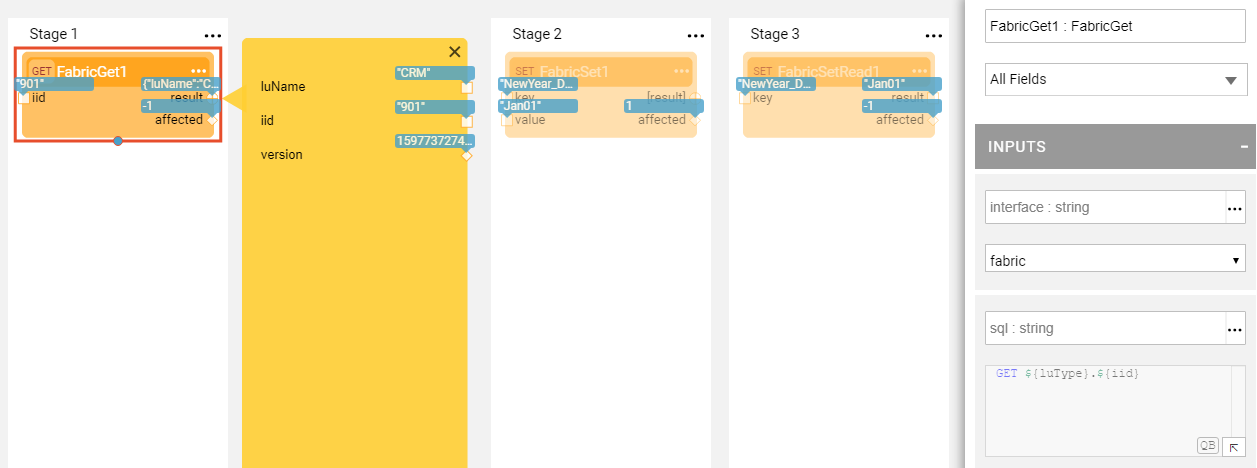 Stage 1
GET FabricGet1
"901"
{"luName":"C...
iid
result
-1
affected
"CRM"
luName
"901"
iid
1597737274...
version
Stage 2
SET FabricSet1
"NewYear_D...
key
[result]
"Jan01"
1
value
affected
Stage 3
SET FabricSetRead1
"NewYear_D...
"Jan01"
key
result
-1
affected
FabricGet1 : FabricGet
All Fields
INPUTS
interface : string
fabric
sql : string
GET ${luType}.${iid}
QB